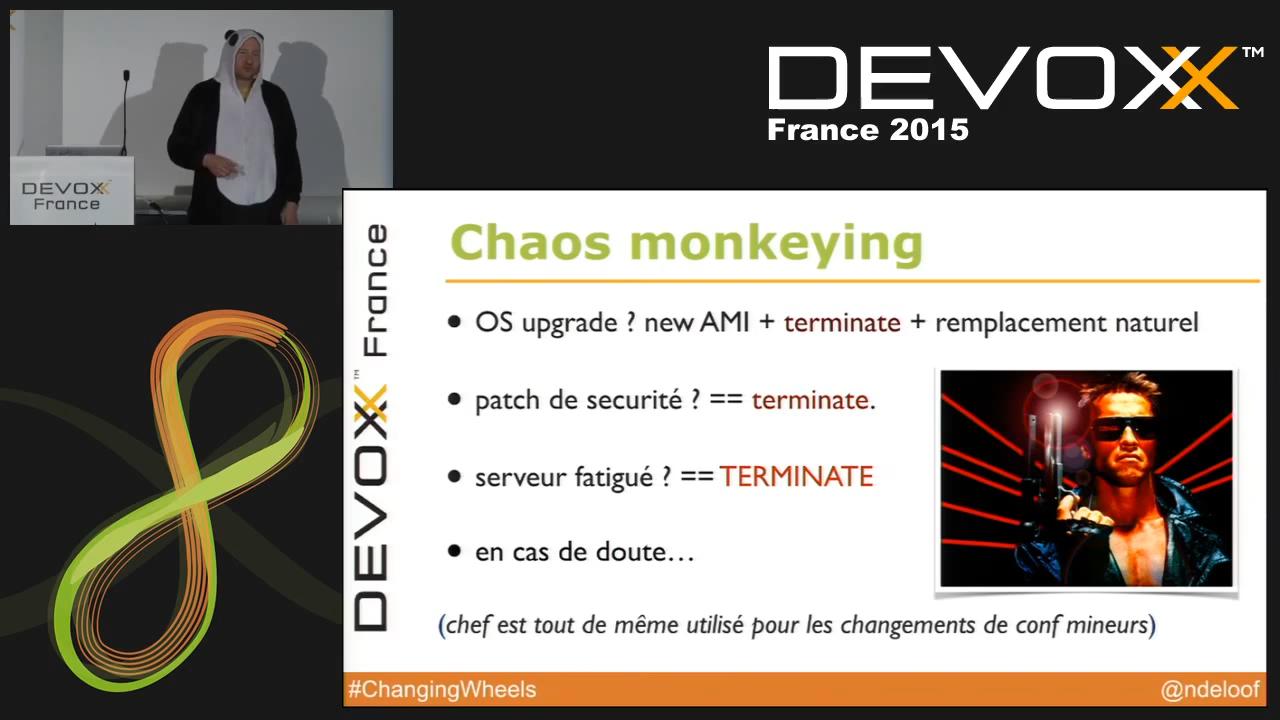 DEVOXX™
France 2015
DEVOXX
France
DEVOXX™ France
Chaos monkeying
• OS upgrade ? new AMI + terminate + remplacement naturel
• patch de securité ? == terminate.
• serveur fatigué ? == TERMINATE
• en cas de doute…
(chef est tout de même utilisé pour les changements de conf mineurs)
#ChangingWheels
@ndeloof